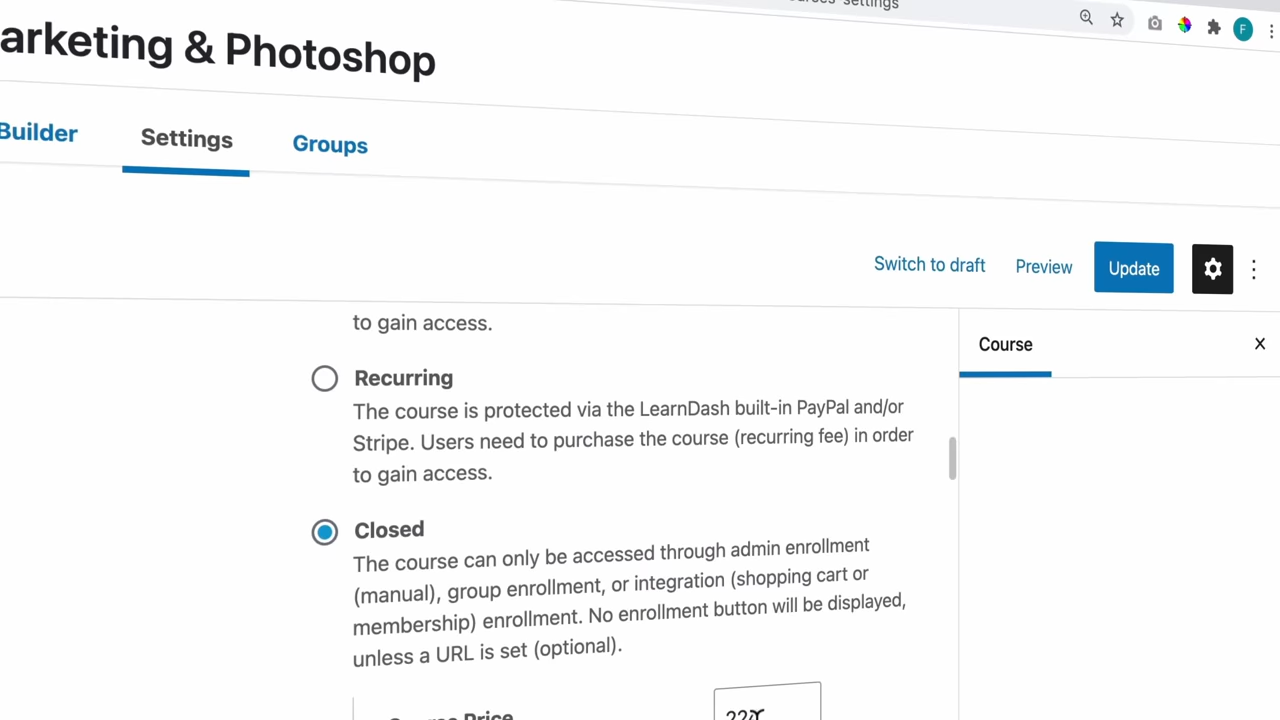 settings
F
arketing & Photoshop
Builder Settings Groups
Switch to draft Preview Update
to gain access.
Course X
Recurring
The course is protected via the LearnDash built-in PayPal and/or
Stripe. Users need to purchase the course (recurring fee) in order
to gain access.
Closed
The course can only be accessed through admin enrollment
(manual), group enrollment, or integration (shopping cart or
membership) enrollment. No enrollment button will be displayed,
unless a URL is set (optional).
Price